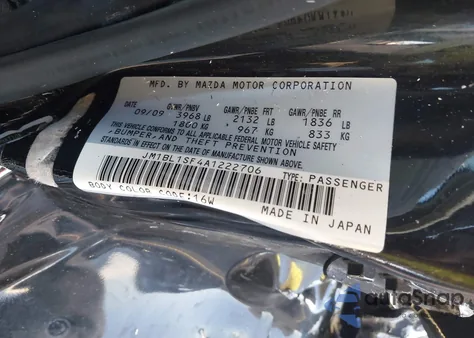 MFD. BY MAZDA MOTOR CORPORATION
DATE GVWR/PNBV GAWR/PNBE FRT GAWR/PNBE RR
09/09 3968 LB 2132 LB 1836 LB
1800 KG 967 KG 833 KG
THIS VEHICLE CONFORMS TO ALL APPLICABLE FEDERAL MOTOR VEHICLE SAFETY
, BUMPER, AND THEFT PREVENTION
STANDARDS IN EFFECT ON THE DATE OF MANUFACTURE SHOWN ABOVE.
JM1BL1SF4A1222706 TYPE: PASSENGER
BODY COLOR CODE:16W MADE IN JAPAN
autoSnap